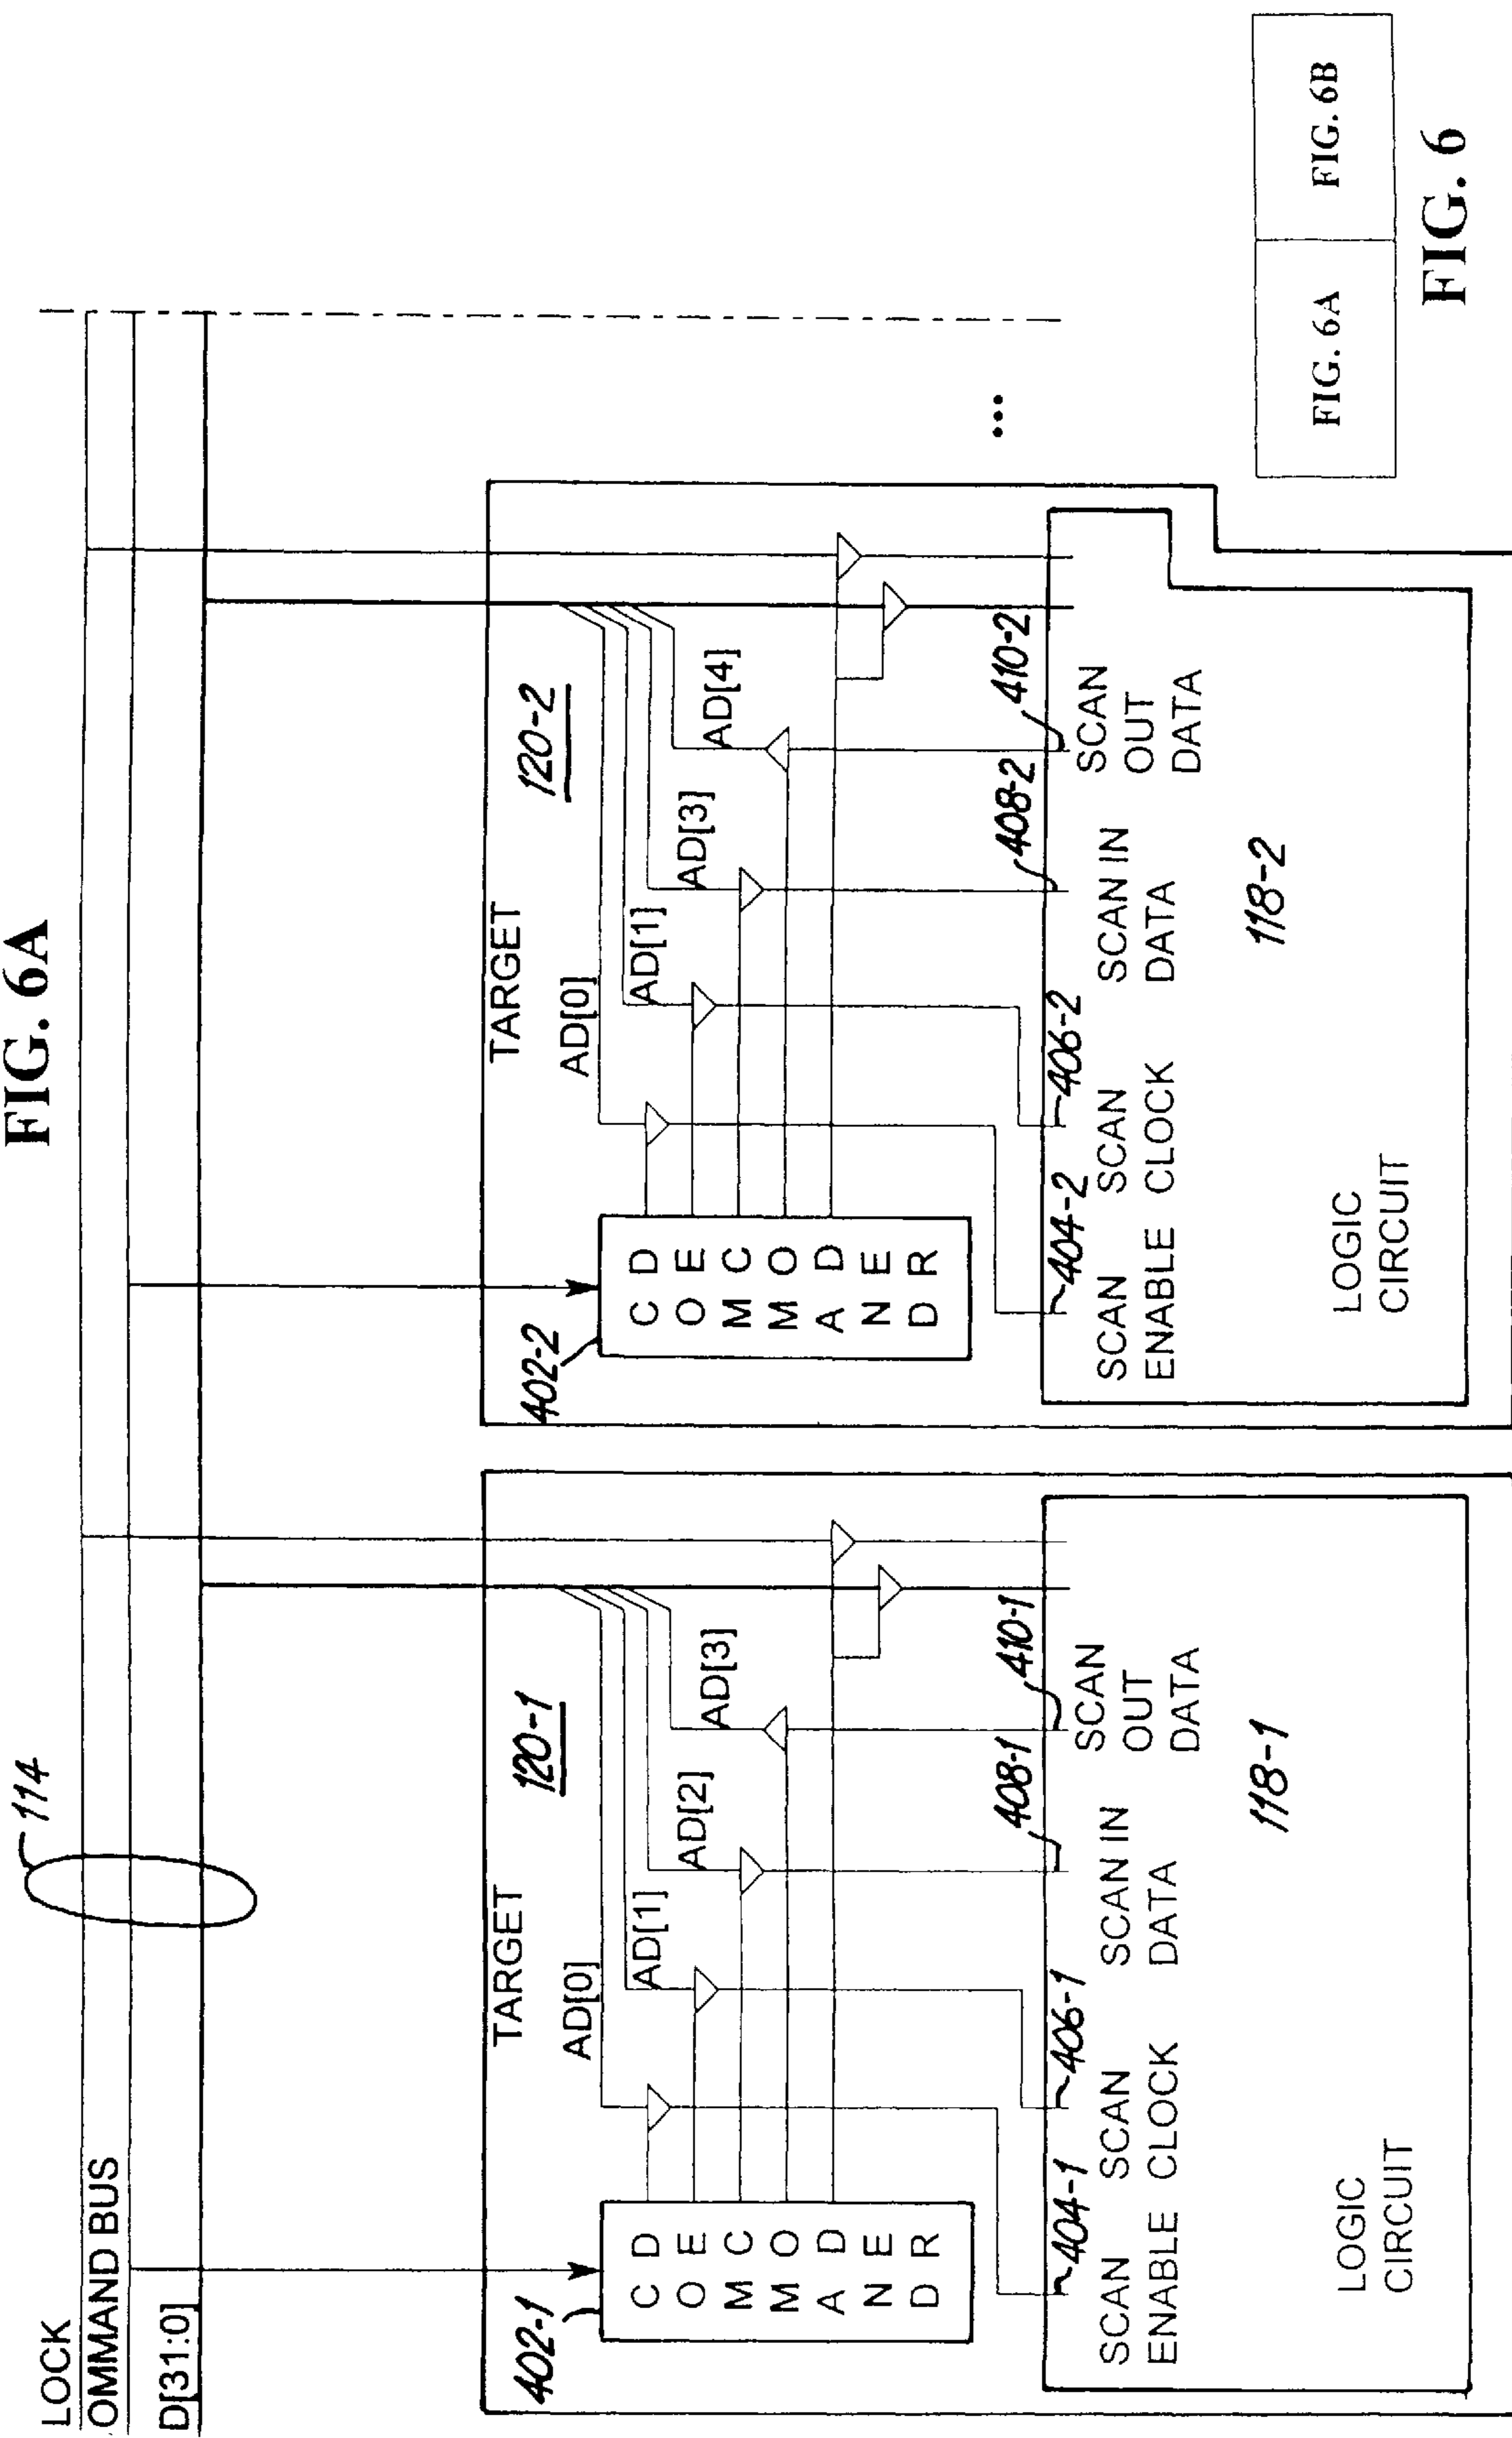 FIG. 6A
114
LOCK
OMMAND BUS
D[31:0]
TARGET
120-1
AD[0]
AD[1]
AD[2]
AD[3]
402-1
C D
O E
M C
M O
A D
N E
D R
404-1
406-1
408-1
410-1
SCAN
ENABLE
SCAN
CLOCK
SCAN IN
DATA
SCAN
OUT
DATA
118-1
LOGIC
CIRCUIT
TARGET
120-2
AD[0]
AD[1]
AD[3]
AD[4]
402-2
C D
O E
M C
M O
A D
N E
D R
404-2
406-2
408-2
410-2
SCAN
ENABLE
SCAN
CLOCK
SCAN IN
DATA
SCAN
OUT
DATA
118-2
LOGIC
CIRCUIT
...
FIG. 6A
FIG. 6B
FIG. 6